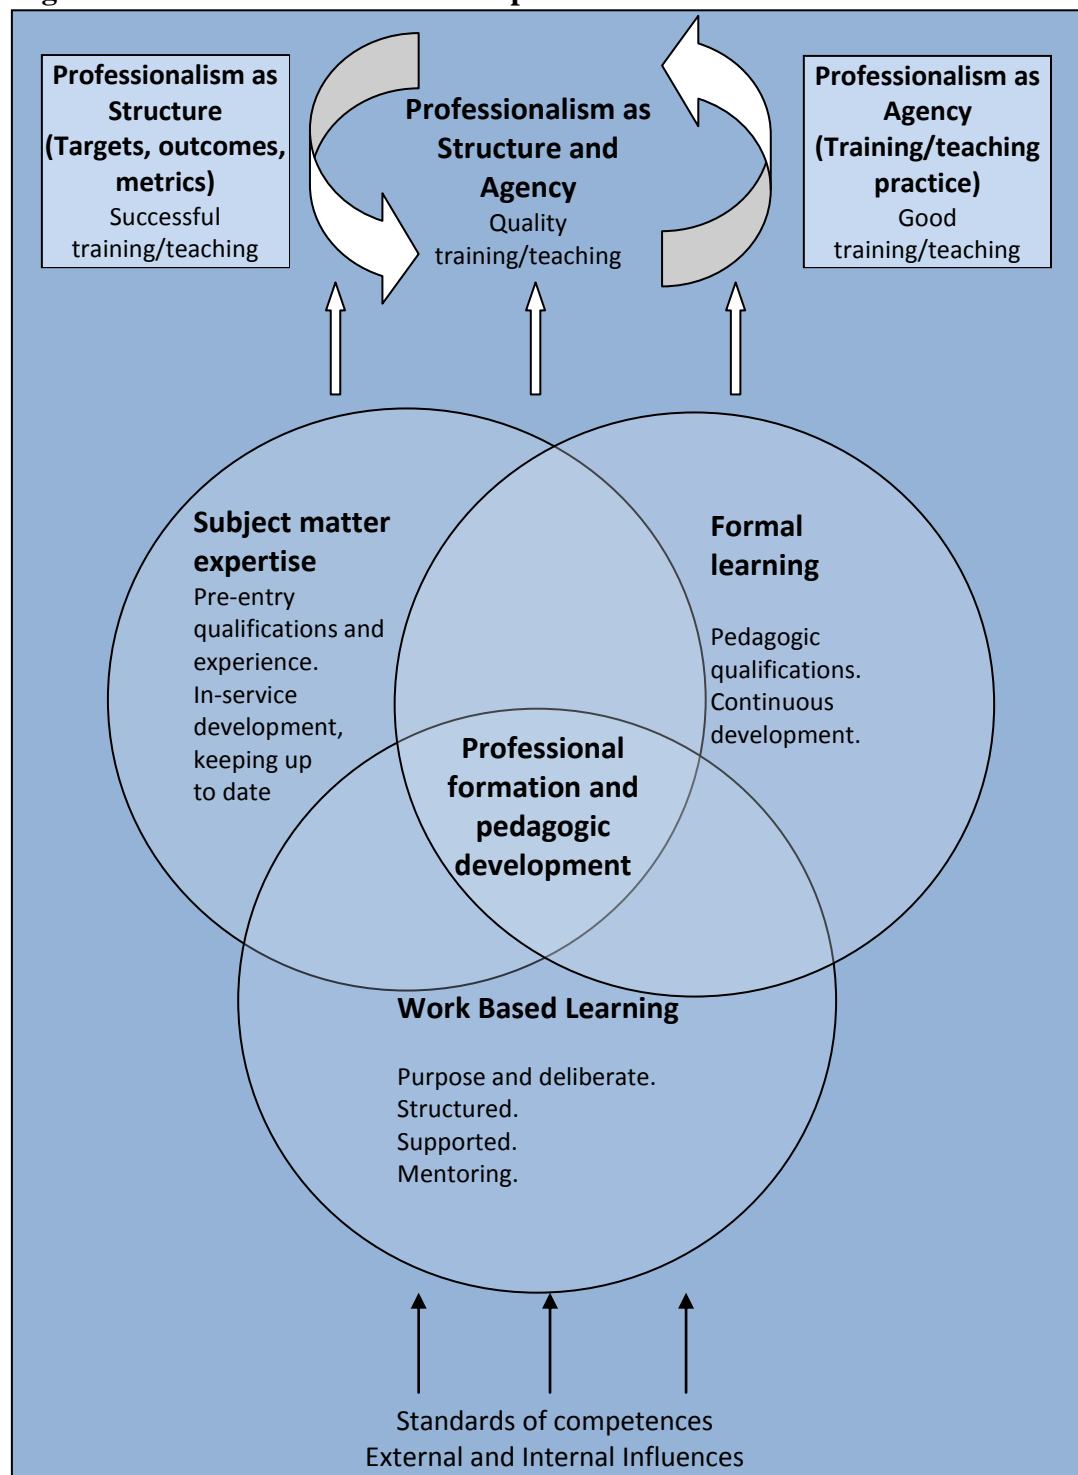 Professionalism as
Structure
(Targets, outcomes,
metrics)
Successful
training/teaching
Professionalism as
Structure and
Agency
Quality
training/teaching
Professionalism as
Agency
(Training/teaching
practice)
Good
training/teaching
Subject matter
expertise
Pre-entry
qualifications and
experience.
In-service
development,
keeping up
to date
Formal
learning
Pedagogic
qualifications.
Continuous
development.
Professional
formation and
pedagogic
development
Work Based Learning
Purpose and deliberate.
Structured.
Supported.
Mentoring.
Standards of competences
External and Internal Influences